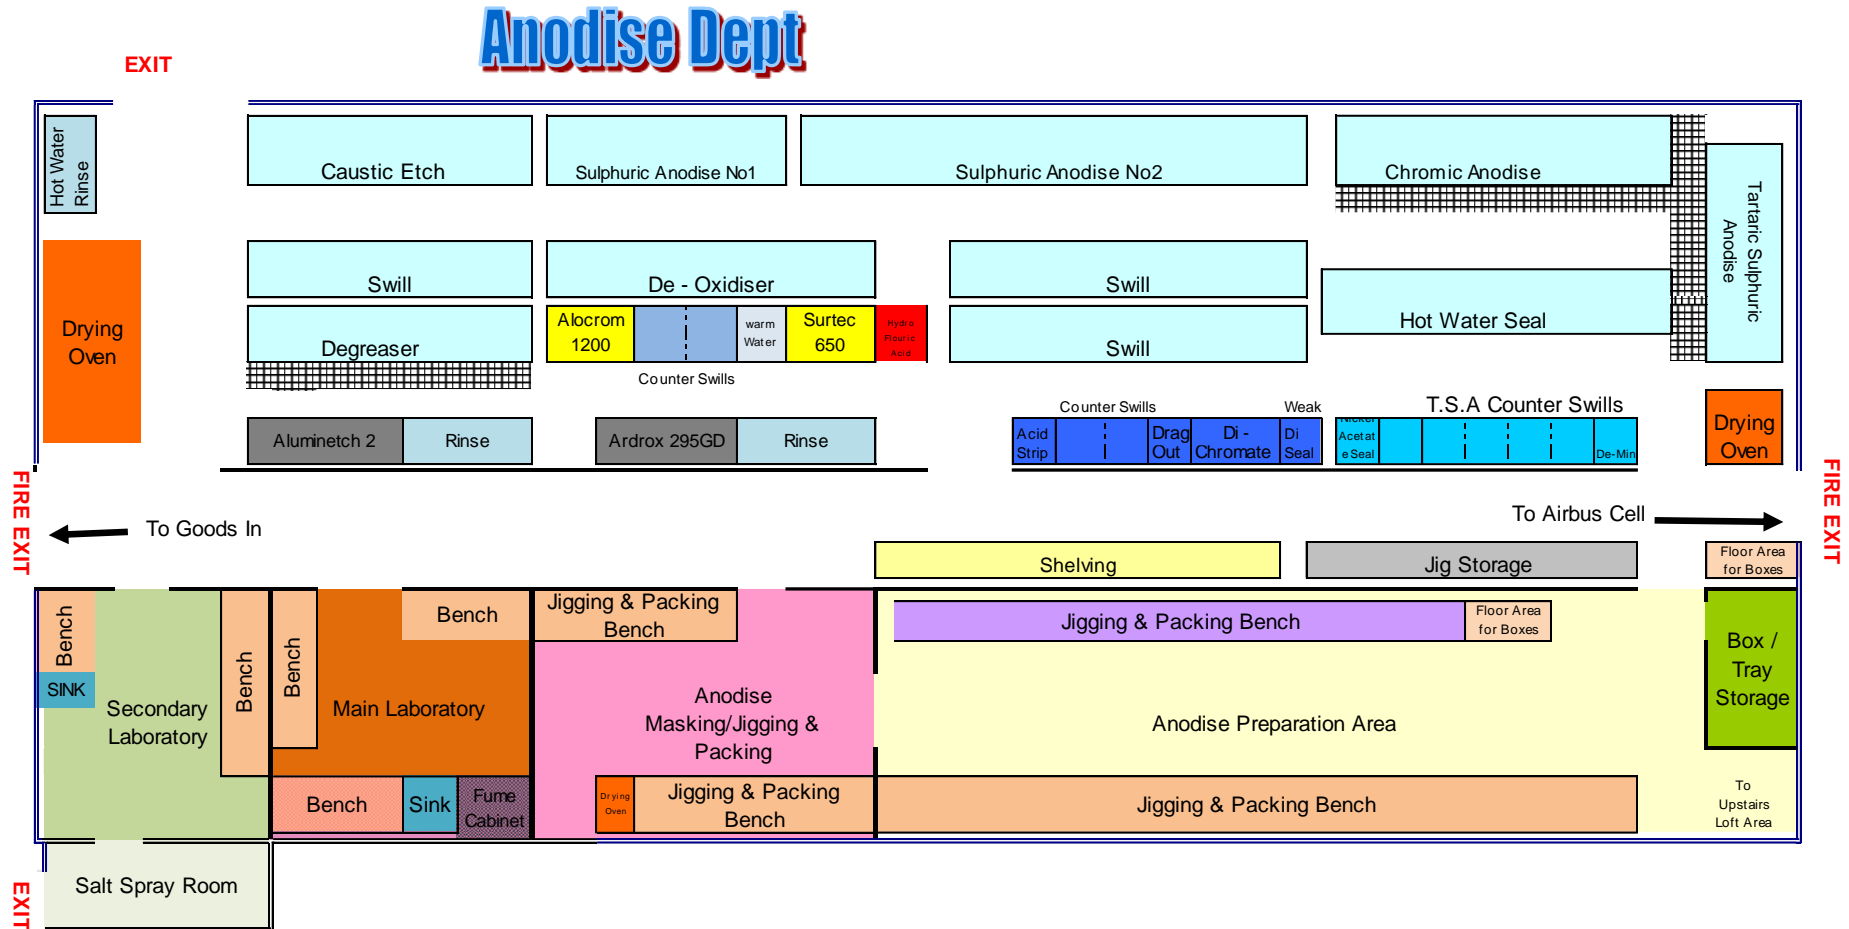 Anodise Dept
EXIT
Hot Water
Rinse
Caustic Etch
Sulphuric Anodise No1
Sulphuric Anodise No2
Chromic Anodise
Tartaric Sulphuric
Anodise
Swill
De - Oxidiser
Swill
Hot Water Seal
Drying
Oven
Degreaser
Alocrom
1200
warm
Water
Surtec
650
Hydro
Flouric
Acid
Swill
Counter Swills
Counter Swills
Weak
T.S.A Counter Swills
Aluminetch 2
Rinse
Ardrox 295GD
Rinse
Acid
Strip
Drag
Out
Di -
Chromate
Di
Seal
Nickel
Acetat
e Seal
De-Min
Drying
Oven
FIRE EXIT
To Goods In
To Airbus Cell
FIRE EXIT
Shelving
Jig Storage
Floor Area
for Boxes
Bench
SINK
Secondary
Laboratory
Bench
Bench
Main Laboratory
Bench
Jigging & Packing
Bench
Anodise
Masking/Jigging &
Packing
Jigging & Packing Bench
Floor Area
for Boxes
Anodise Preparation Area
Box /
Tray
Storage
Bench
Sink
Fume
Cabinet
Drying
Oven
Jigging & Packing
Bench
Jigging & Packing Bench
To
Upstairs
Loft Area
Salt Spray Room
EXIT